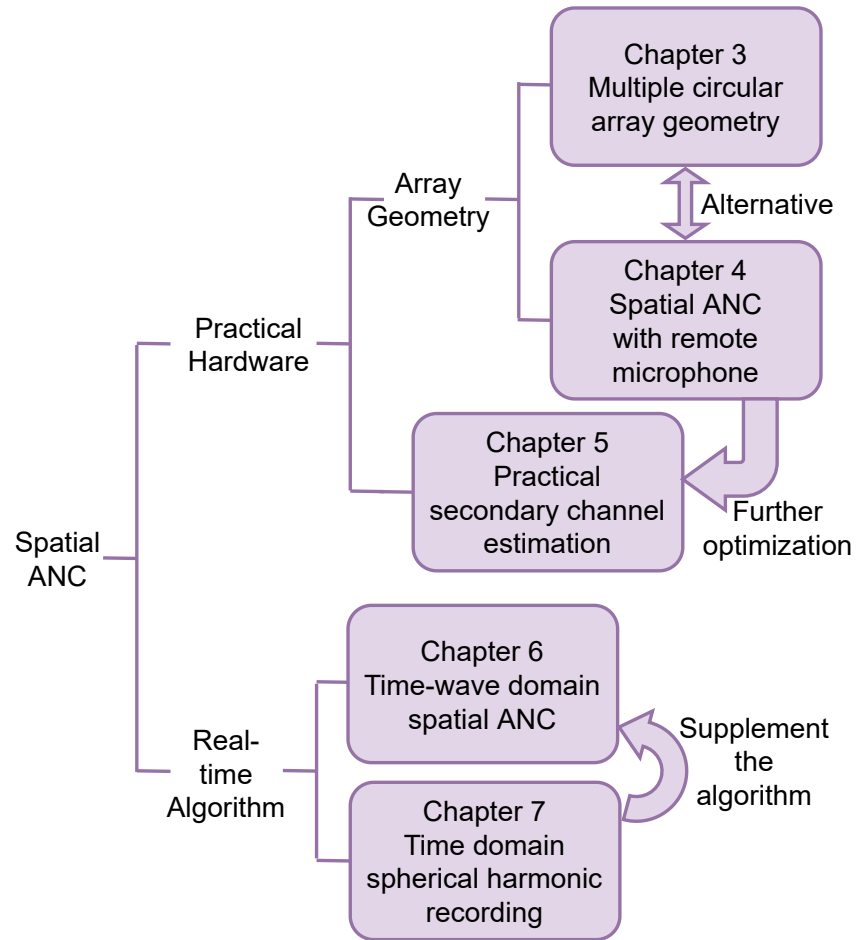 Spatial
ANC
Practical
Hardware
Array
Geometry
Chapter 3
Multiple circular
array geometry
Alternative
Chapter 4
Spatial ANC
with remote
microphone
Chapter 5
Practical
secondary channel
estimation
Further
optimization
Real-
time
Algorithm
Chapter 6
Time-wave domain
spatial ANC
Supplement
the
algorithm
Chapter 7
Time domain
spherical harmonic
recording